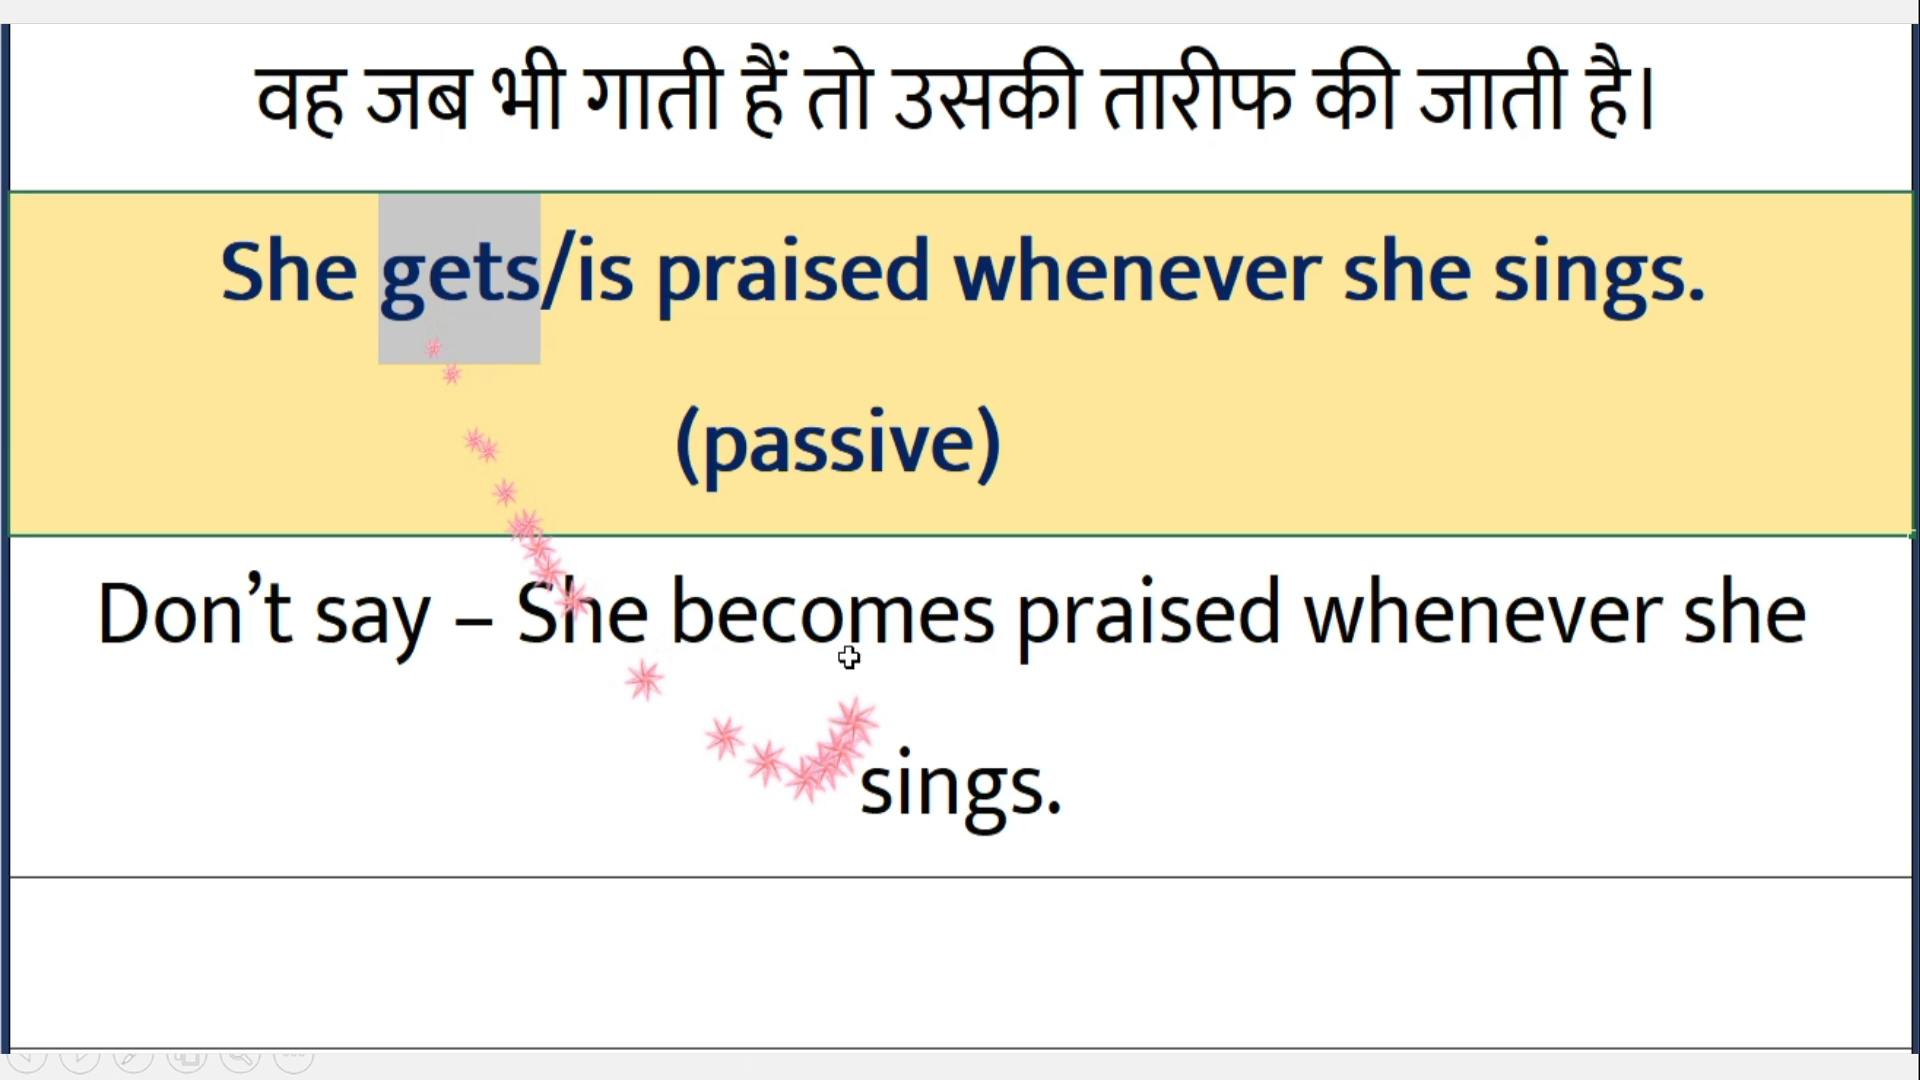 वह जब भी गाती हैं तो उसकी तारीफ की जाती है।
She gets/is praised whenever she sings.
(passive)
Don’t say – She becomes praised whenever she
sings.